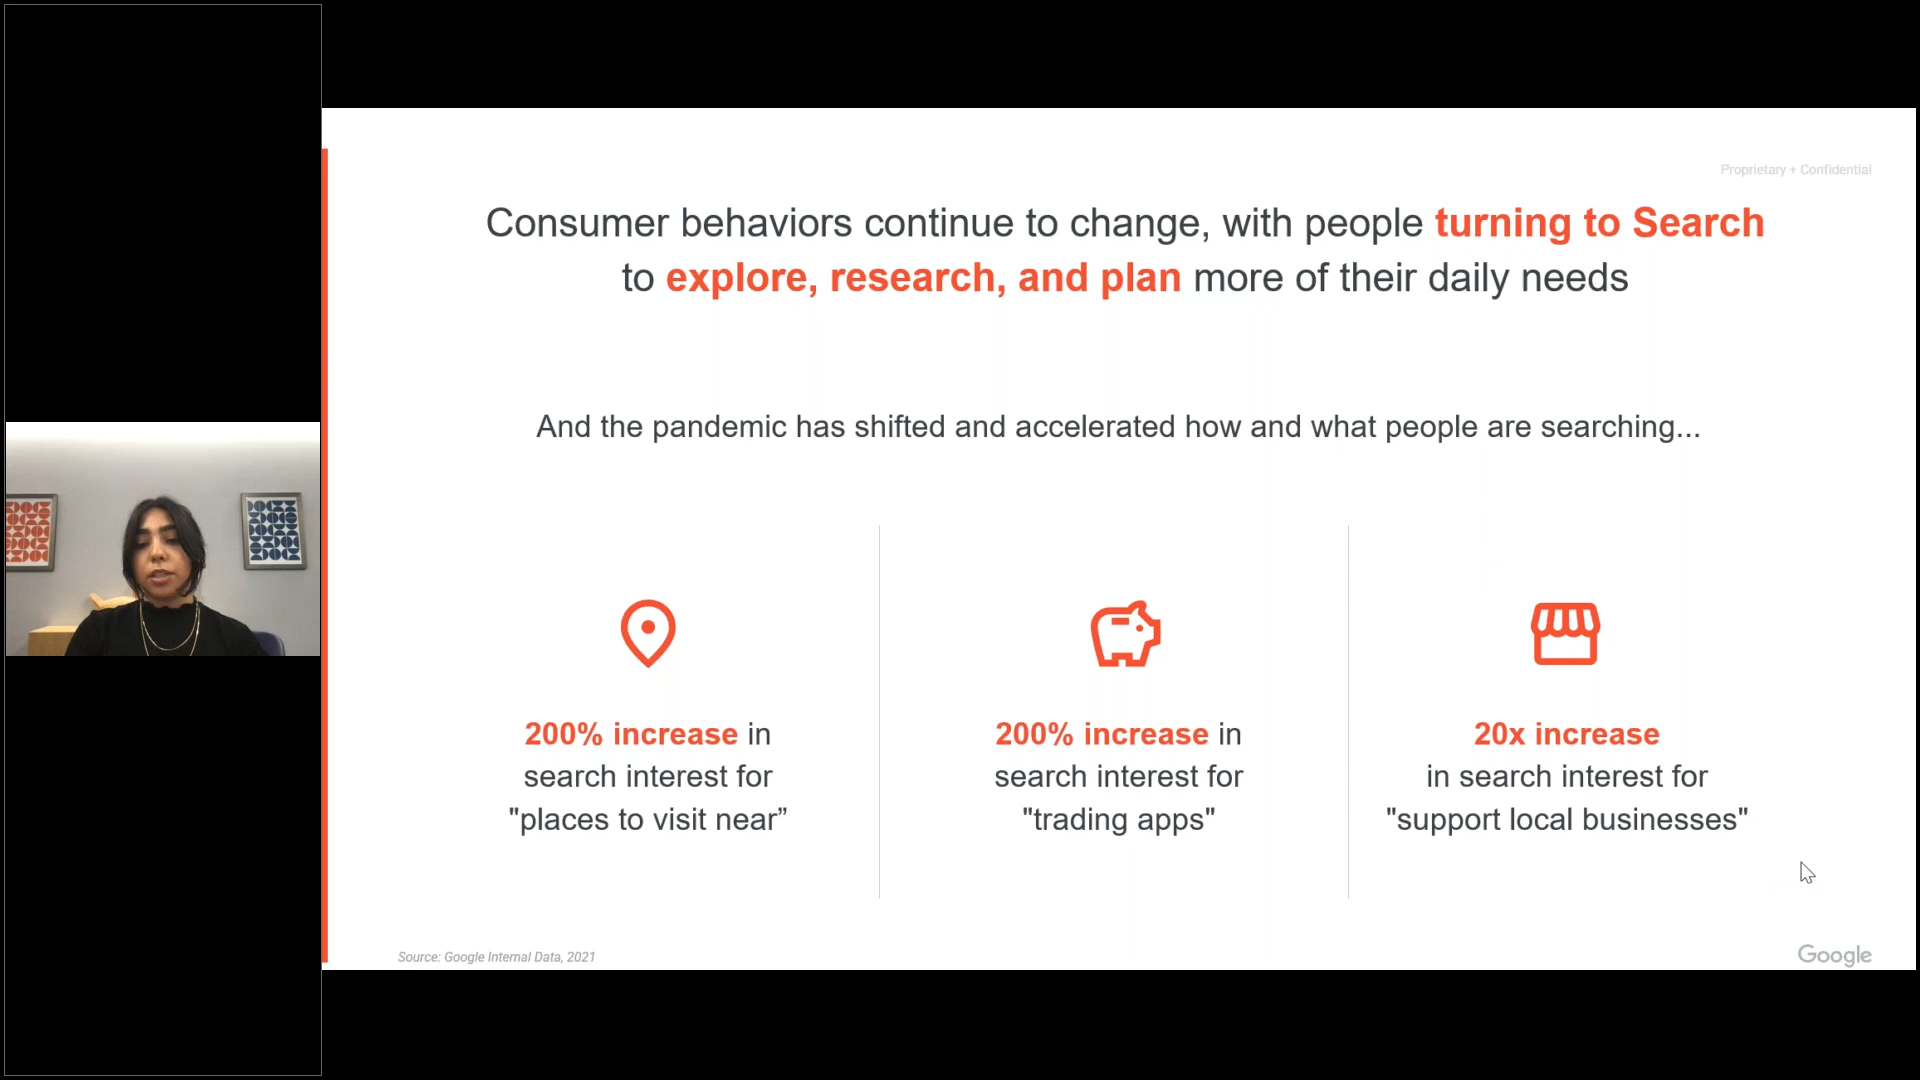 Proprietary + Confidential
Consumer behaviors continue to change, with people turning to Search
to explore, research, and plan more of their daily needs
And the pandemic has shifted and accelerated how and what people are searching...
200% increase in
search interest for
"places to visit near”
200% increase in
search interest for
"trading apps"
20x increase
in search interest for
"support local businesses"
Source: Google Internal Data, 2021
Google